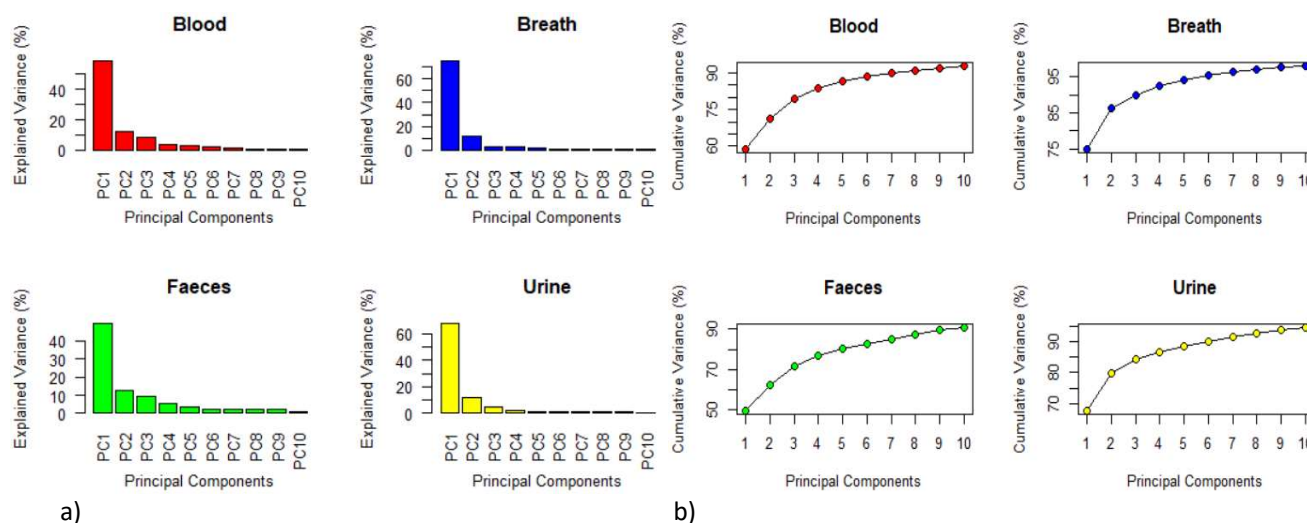 Blood
Explained Variance (%)
0
20
40
PC1
PC2
PC3
PC4
PC5
PC6
PC7
PC8
PC9
PC10
Principal Components
Breath
Explained Variance (%)
0
20
40
60
PC1
PC2
PC3
PC4
PC5
PC6
PC7
PC8
PC9
PC10
Principal Components
Faeces
Explained Variance (%)
0
10
20
30
40
PC1
PC2
PC3
PC4
PC5
PC6
PC7
PC8
PC9
PC10
Principal Components
Urine
Explained Variance (%)
0
20
40
60
PC1
PC2
PC3
PC4
PC5
PC6
PC7
PC8
PC9
PC10
Principal Components
a)
Blood
Cumulative Variance (%)
60
75
90
1 2 3 4 5 6 7 8 9 10
Principal Components
Breath
Cumulative Variance (%)
75
85
95
1 2 3 4 5 6 7 8 9 10
Principal Components
Faeces
Cumulative Variance (%)
50
70
90
1 2 3 4 5 6 7 8 9 10
Principal Components
Urine
Cumulative Variance (%)
70
80
90
1 2 3 4 5 6 7 8 9 10
Principal Components
b)